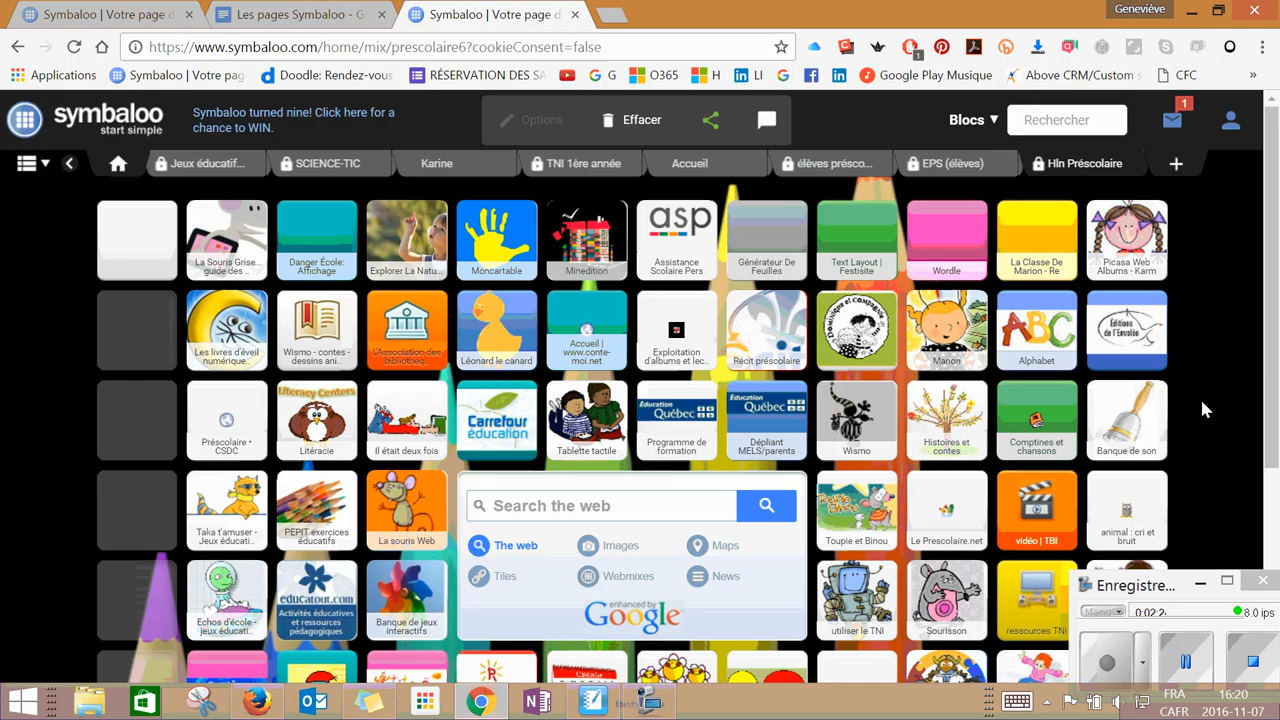 Symbaloo | Votre page d
Les pages Symbaloo - G
Symbaloo | Votre page d
Geneviève
https://www.symbaloo.com/home/mix/prescolaire6?cookieConsent=false
1
Applications
Symbaloo | Votre pag
Doodle: Rendez-vous
RÉSERVATION DES SA
G
O365
H
LI
Google Play Musique
Above CRM/Custom s
CFC
»
symbaloo
start simple
Symbaloo turned nine! Click here for a
chance to WIN.
Options
Effacer
Blocs
Rechercher
1
Jeux éducatif...
SCIENCE-TIC
Karine
TNI 1ère année
Accueil
élèves présco...
EPS (élèves)
Hln Préscolaire
La Souris Grise...
guide des ..
Danger École:
Affichage
Explorer La Natu...
Moncartable
Minedition
asp
Assistance
Scolaire Pers
Générateur De
Feuilles
Text Layout |
Festisite
Wordle
La Classe De
Marion - Re
Picasa Web
Albums - Karm
Les livres d'éveil
numérique...
Wismo - contes -
dessins ani...
L'Association des
bibliothèq...
Léonard le canard
Accueil |
www.conte-
moi.net
Exploitation
d'albums et lec...
Récit préscolaire
Dominique et Compagnie
Manon
ABC
Alphabet
Éditions
de l'Envolée
Préscolaire •
CSDC
Literacy Centers
Litéracie
Il était deux fois
Carrefour
éducation
Tablette tactile
Éducation
Québec
Programme de
formation
Éducation
Québec
Dépliant
MELS/parents
Wismo
Histoires et
contes
Comptines et
chansons
Banque de son
Taka t'amuser -
Jeux éducati...
PEPIT exercices
éducatifs
La souris Web
Search the web
The web
Images
Maps
Tiles
Webmixes
News
enhanced by
Google
Toupie et Binou
Toupie et Binou
Le Prescolaire.net
vidéo | TBI
animal : cri et
bruit
Echos d'école -
jeux éducati...
educatout.com
Activités éducatives
et ressources
pédagogiques
Banque de jeux
interactifs
utiliser le TNI
Sourisson
ressources TNI
Enregistre...
Menu
8.0 ips
FRA
CAFR
16:20
2016-11-07